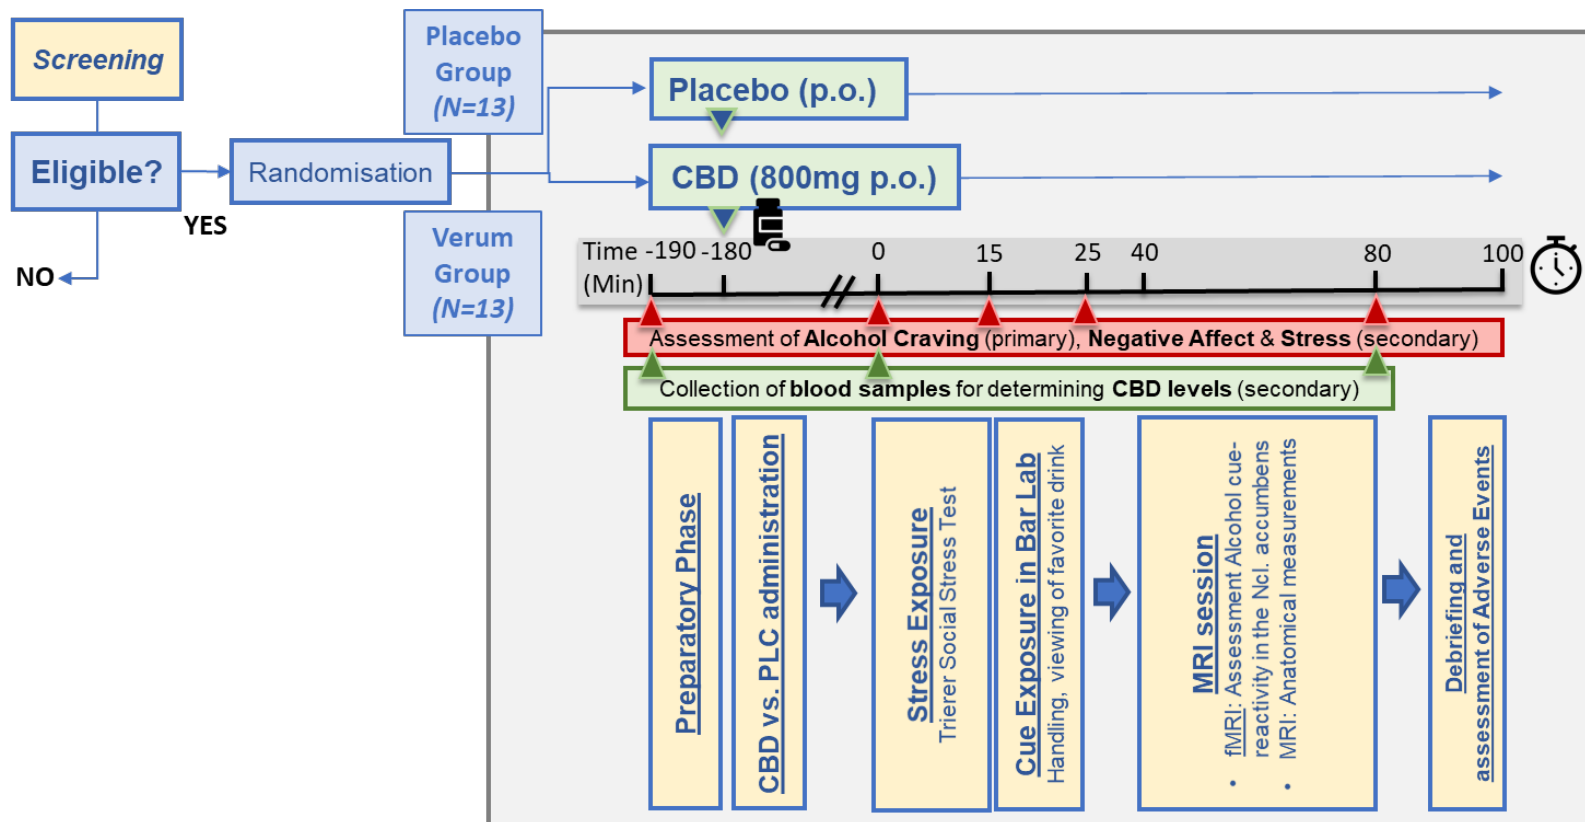 Screening
Eligible?
YES
NO
Randomisation
Placebo
Group
(N=13)
Verum
Group
(N=13)
Placebo (p.o.)
CBD (800mg p.o.)
Time
(Min)
-190 -180 0 15 25 40 80 100
Assessment of Alcohol Craving (primary), Negative Affect & Stress (secondary)
Collection of blood samples for determining CBD levels (secondary)
Preparatory Phase
CBD vs. PLC administration
Stress Exposure
Trierer Social Stress Test
Cue Exposure in Bar Lab
Handling, viewing of favorite drink
MRI session
• fMRI: Assessment Alcohol cue-
reactivity in the Ncl. accumbens
• MRI: Anatomical measurements
Debriefing and
assessment of Adverse Events